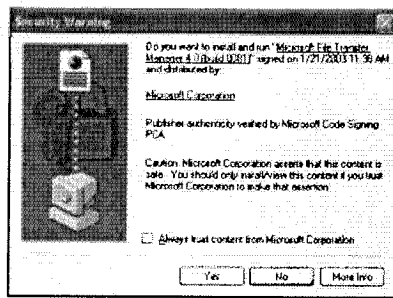 Security Warning
Do you want to install and run "Microsoft File Transfer
Manager 4.0 (build 0081)" signed on 1/21/2003 11:36 AM
and distributed by:
Microsoft Corporation
Publisher authenticity verified by Microsoft Code Signing
PCA
Caution: Microsoft Corporation asserts that this content is
safe. You should only install/view this content if you trust
Microsoft Corporation to make that assertion.
Always trust content from Microsoft Corporation
Yes
No
More Info